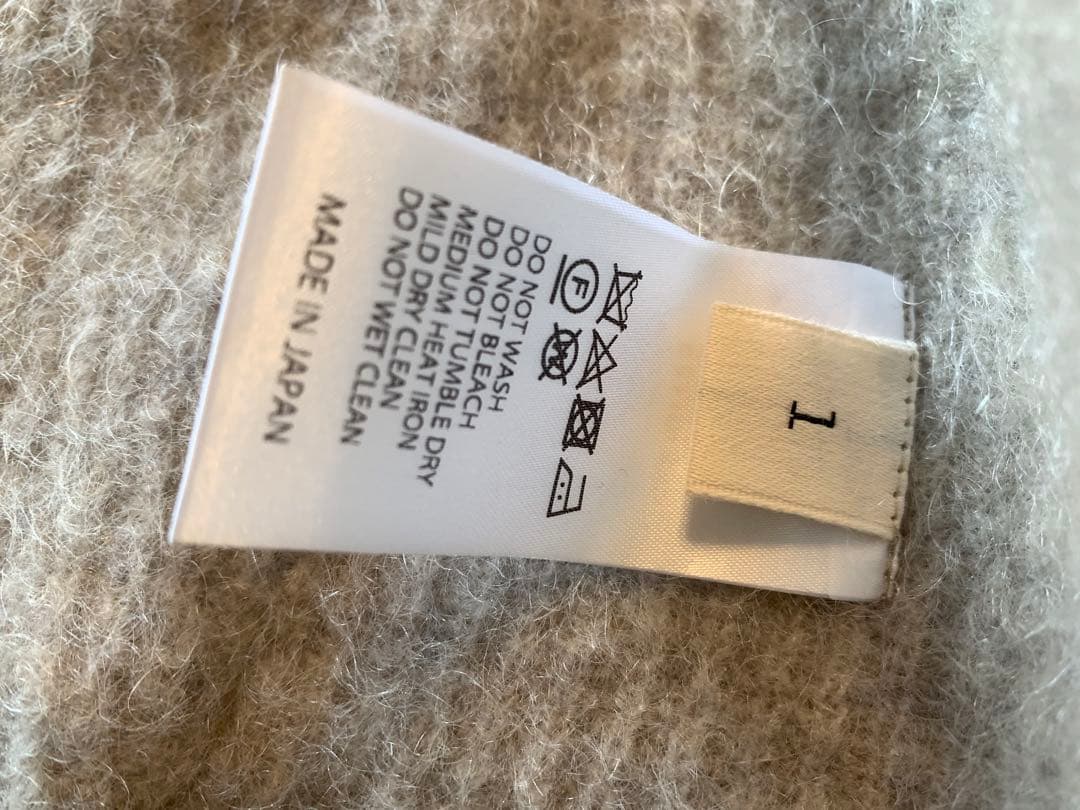 1
F W
DO NOT WASH
DO NOT BLEACH
DO NOT TUMBLE DRY
MEDIUM HEAT IRON
MILD DRY CLEAN
DO NOT WET CLEAN
MADE IN JAPAN